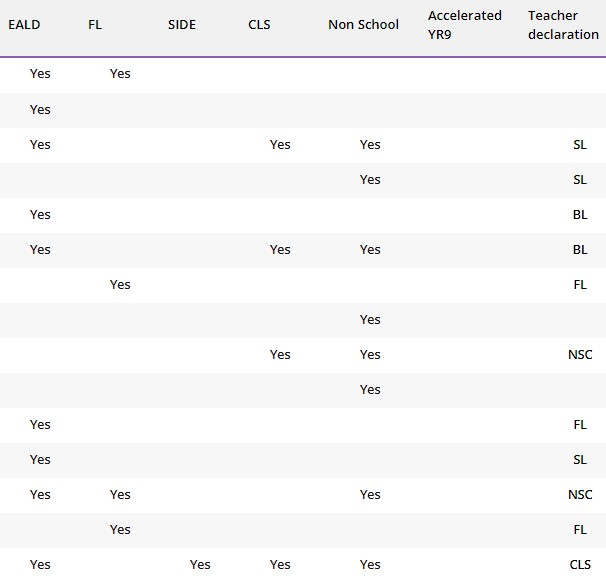 EALD FL SIDE CLS Non School Accelerated YR9 Teacher declaration
Yes Yes
Yes
Yes Yes Yes SL
Yes SL
Yes BL
Yes Yes Yes BL
Yes FL
Yes
Yes Yes NSC
Yes
Yes FL
Yes SL
Yes Yes Yes NSC
Yes FL
Yes Yes Yes Yes CLS